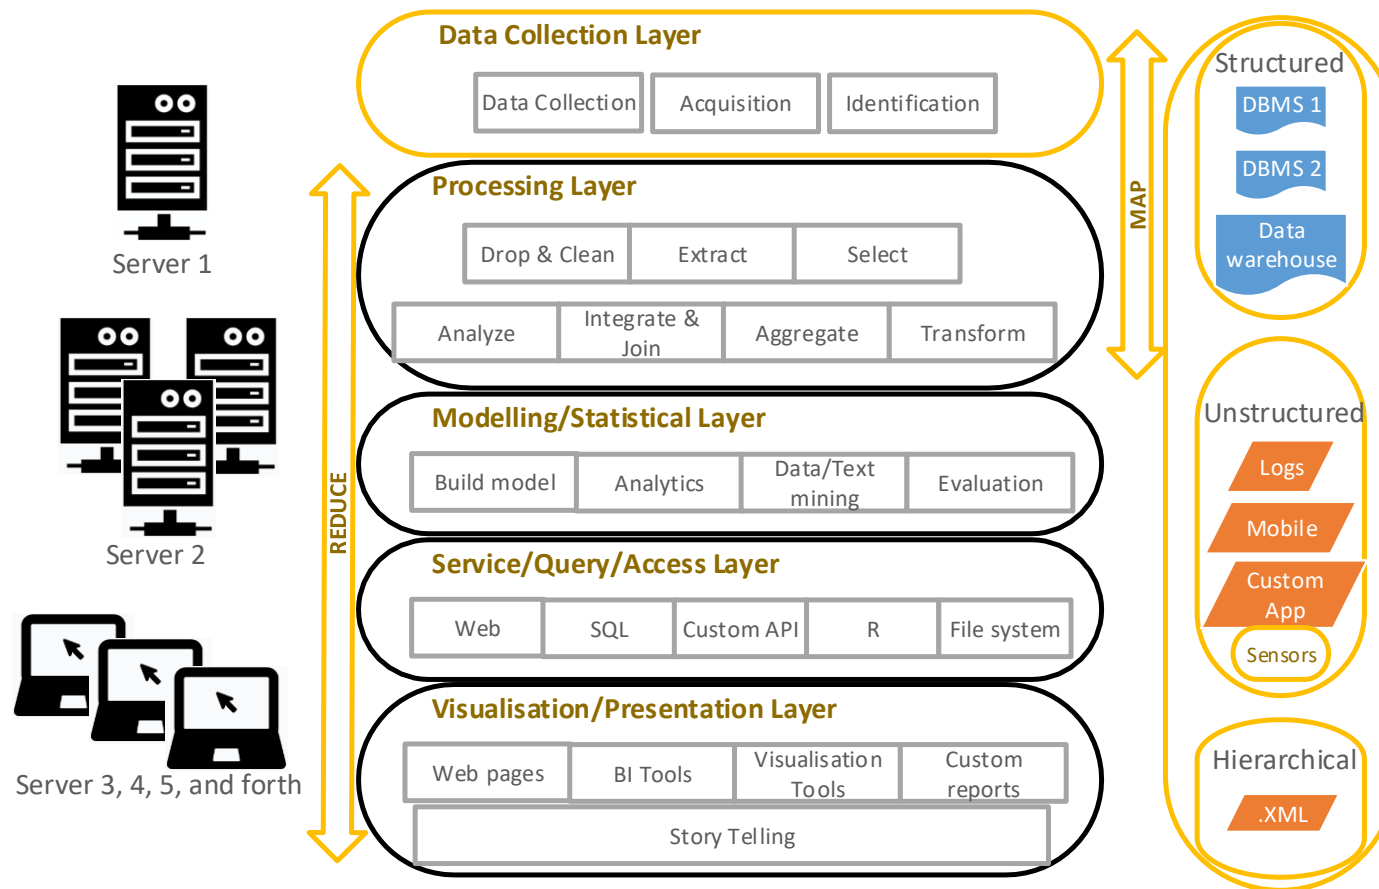 Data Collection Layer
Data Collection
Acquisition
Identification
Processing Layer
Drop & Clean
Extract
Select
Analyze
Integrate &
Join
Aggregate
Transform
Modelling/Statistical Layer
Build model
Analytics
Data/Text
mining
Evaluation
Service/Query/Access Layer
Web
SQL
Custom API
R
File system
Visualisation/Presentation Layer
Web pages
BI Tools
Visualisation
Tools
Custom
reports
Story Telling
Server 1
Server 2
Server 3, 4, 5, and forth
REDUCE
MAP
Structured
DBMS 1
DBMS 2
Data
warehouse
Unstructured
Logs
Mobile
Custom
App
Sensors
Hierarchical
.XML